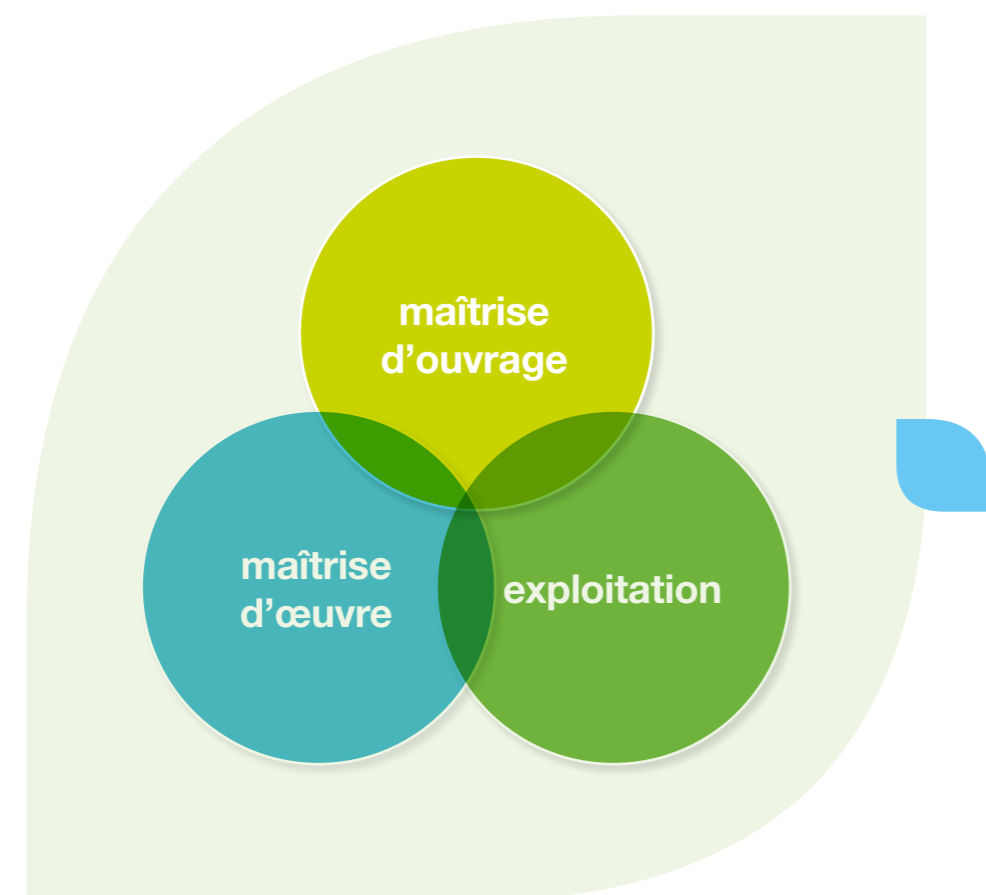 maîtrise
d’ouvrage
maîtrise
d’œuvre
exploitation